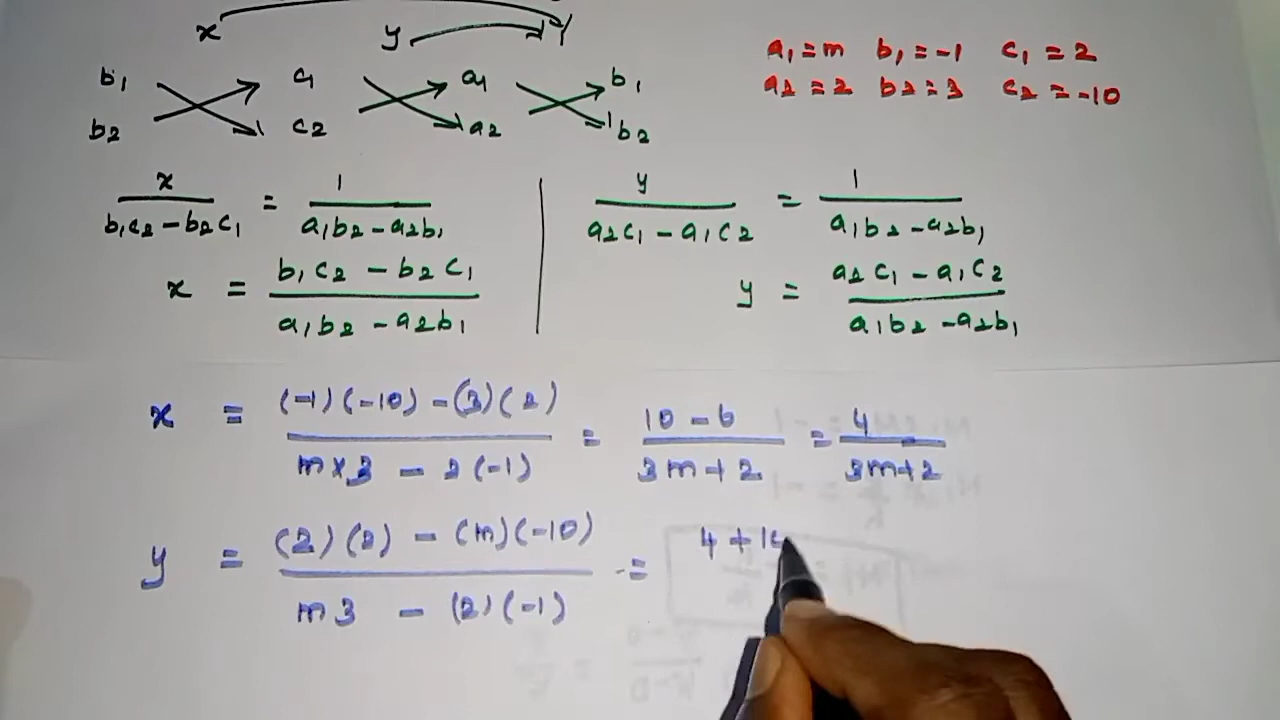 x y 1
b1 c1 a1 b1
b2 c2 a2 b2
a1 = m b1 = -1 c1 = 2
a2 = 2 b2 = 3 c2 = -10
x / b1c2 - b2c1 = 1 / a1b2 - a2b1
y / a2c1 - a1c2 = 1 / a1b2 - a2b1
x = b1c2 - b2c1 / a1b2 - a2b1
y = a2c1 - a1c2 / a1b2 - a2b1
x = (-1)(-10) - (3)(2) / m×3 - 2(-1) = 10 - 6 / 3m+2 = 4 / 3m+2
y = (2)(2) - (m)(-10) / m3 - (2)(-1) = 4 + 1